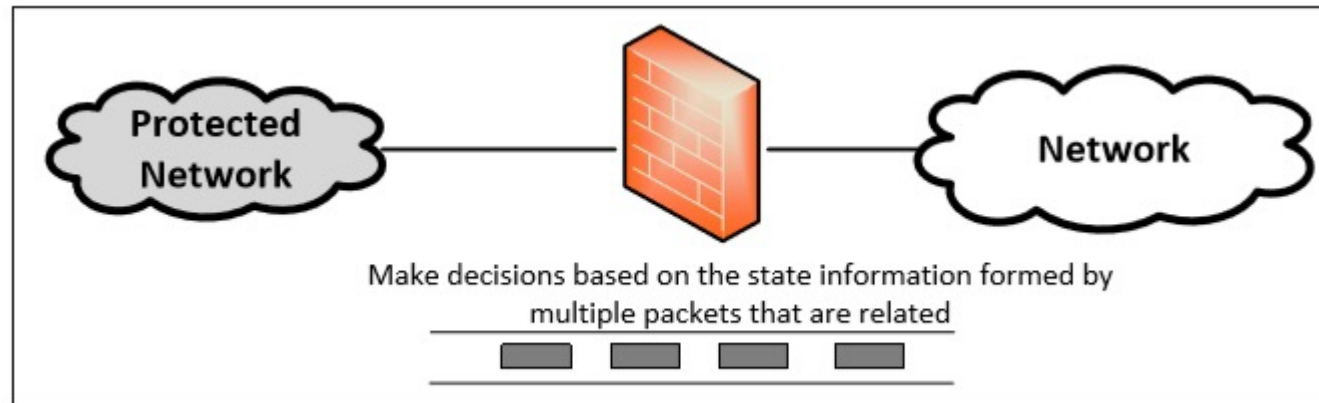 Protected
Network
Network
Make decisions based on the state information formed by
multiple packets that are related